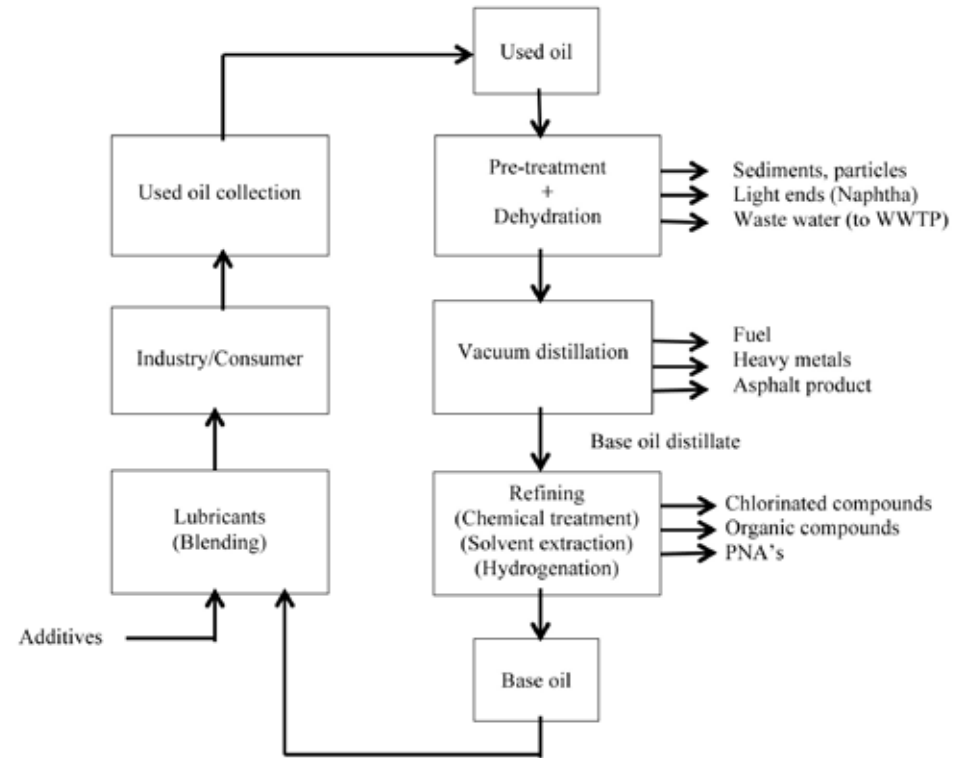 Used oil
Used oil collection
Pre-treatment
+
Dehydration
Sediments, particles
Light ends (Naphtha)
Waste water (to WWTP)
Industry/Consumer
Vacuum distillation
Fuel
Heavy metals
Asphalt product
Base oil distillate
Lubricants
(Blending)
Refining
(Chemical treatment)
(Solvent extraction)
(Hydrogenation)
Chlorinated compounds
Organic compounds
PNA's
Additives
Base oil